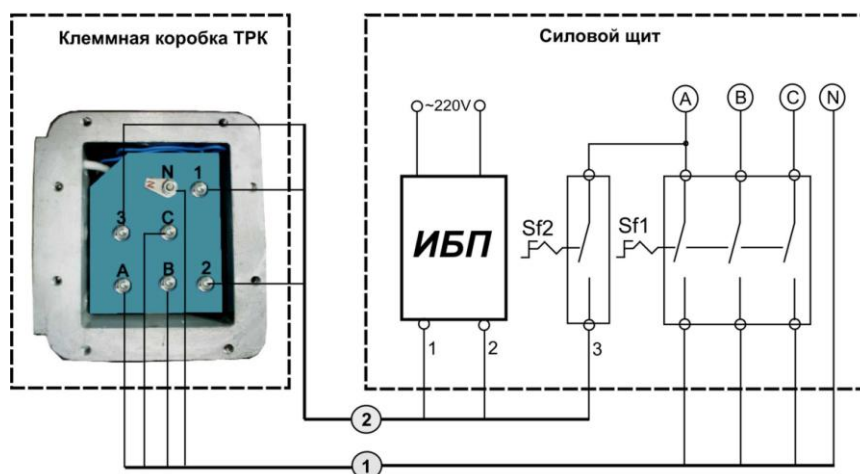 Клеммная коробка ТРК
Силовой щит
A B C N
~220V
N 1
3 C
A B 2
ИБП
Sf2
Sf1
1 2 3
2
1